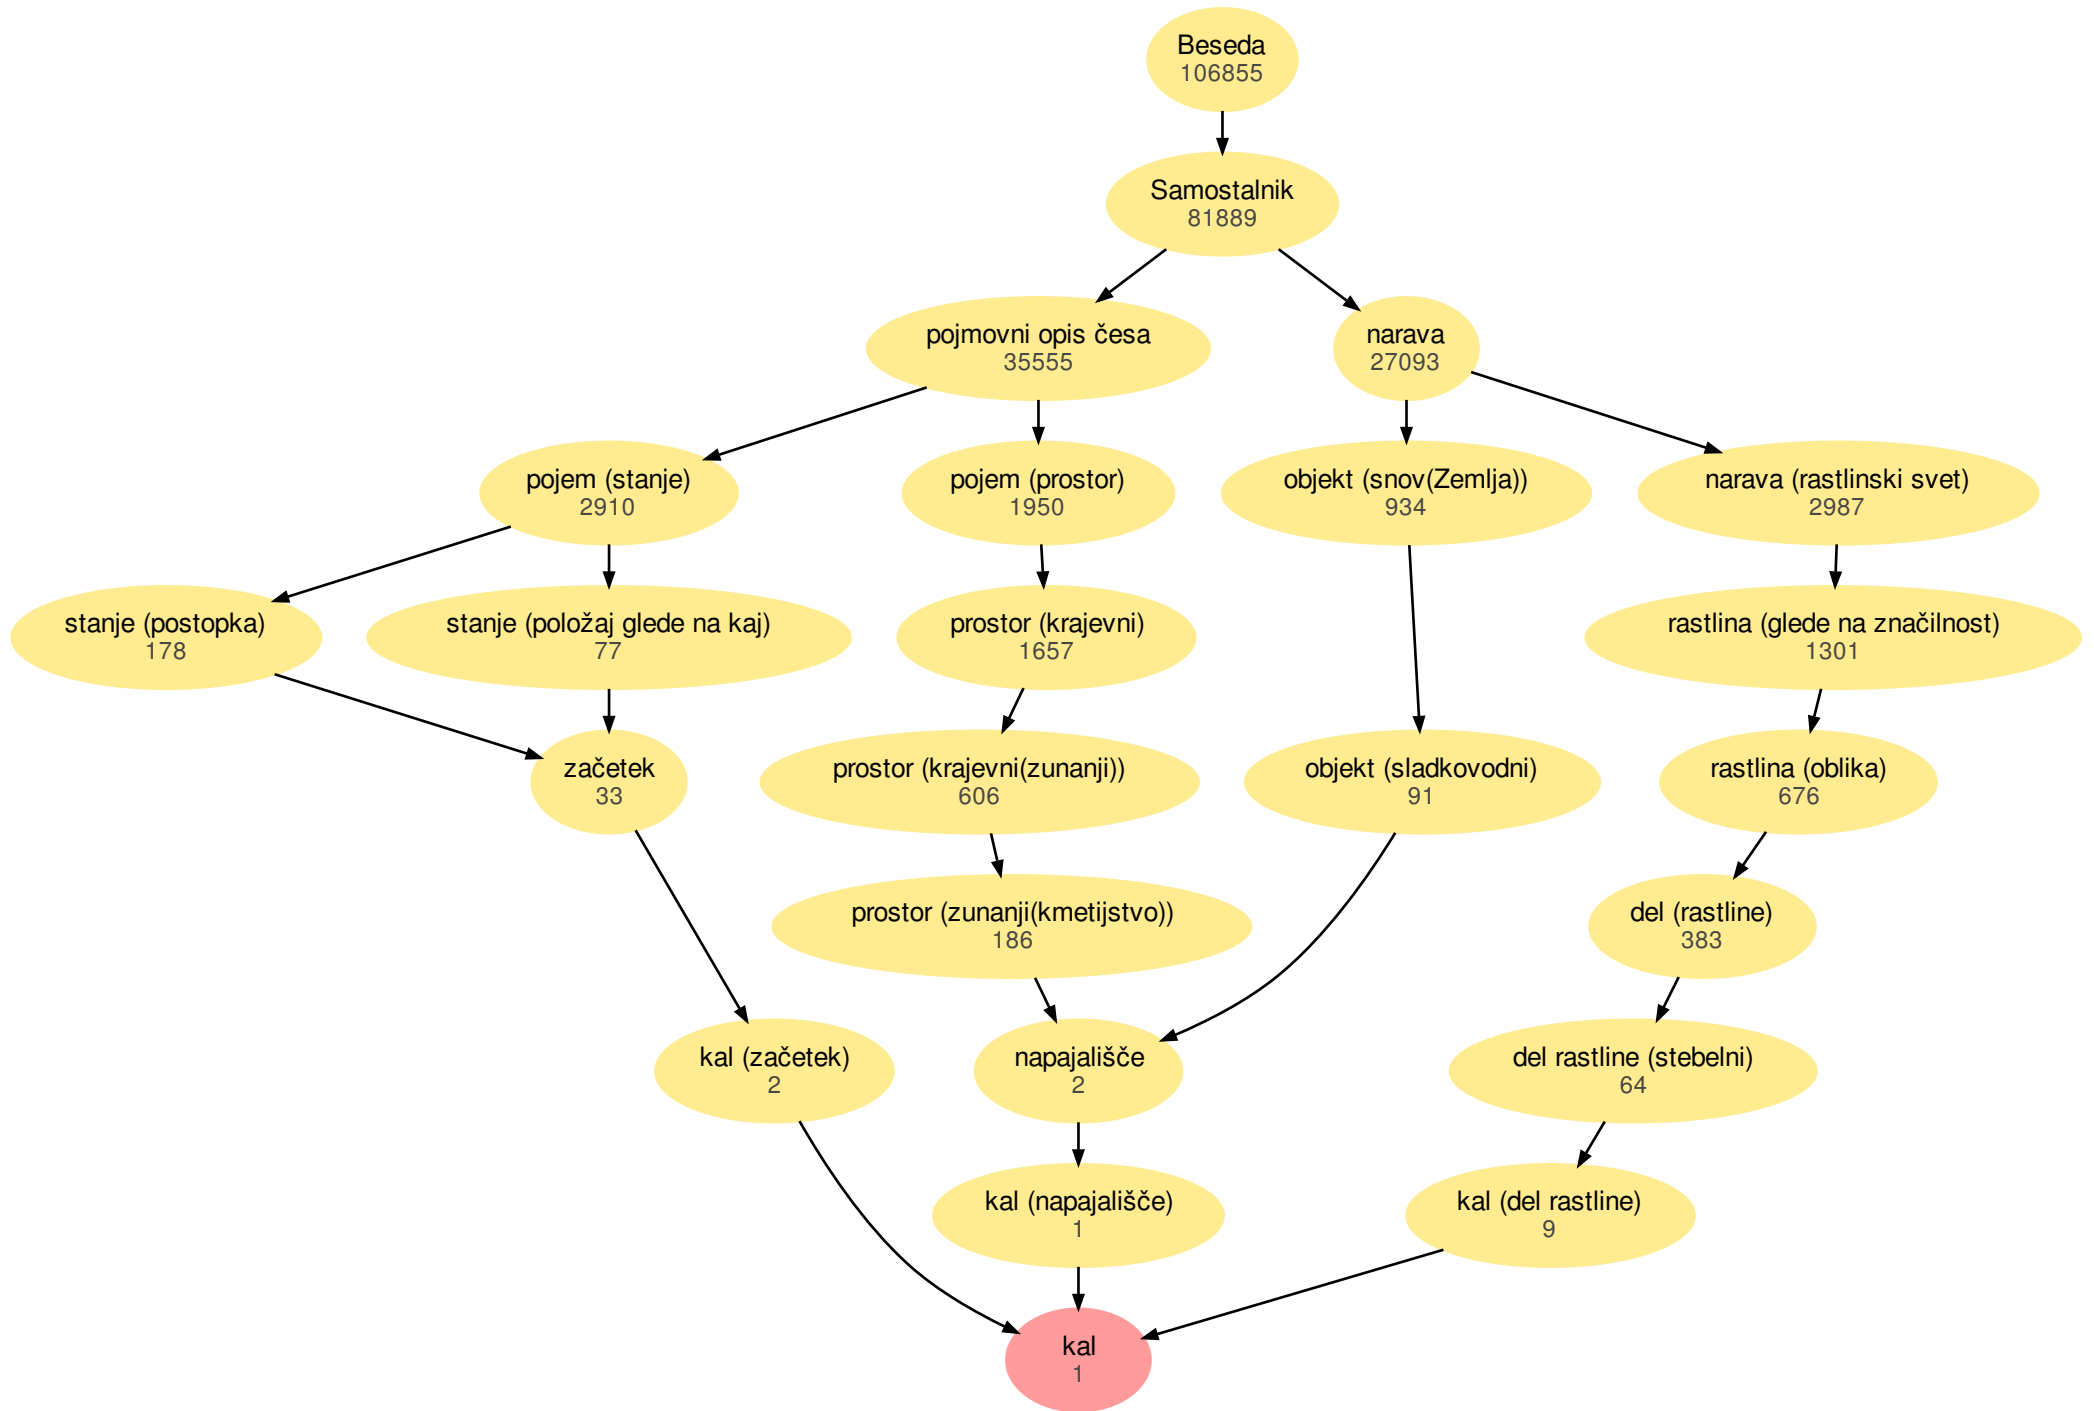 Beseda
106855
Samostalnik
81889
pojmovni opis česa
35555
narava
27093
pojem (stanje)
2910
pojem (prostor)
1950
objekt (snov(Zemlja))
934
narava (rastlinski svet)
2987
stanje (postopka)
178
stanje (položaj glede na kaj)
77
prostor (krajevni)
1657
rastlina (glede na značilnost)
1301
začetek
33
prostor (krajevni(zunanji))
606
objekt (sladkovodni)
91
rastlina (oblika)
676
prostor (zunanji(kmetijstvo))
186
del (rastline)
383
kal (začetek)
2
napajališče
2
del rastline (stebelni)
64
kal (napajališče)
1
kal (del rastline)
9
kal
1